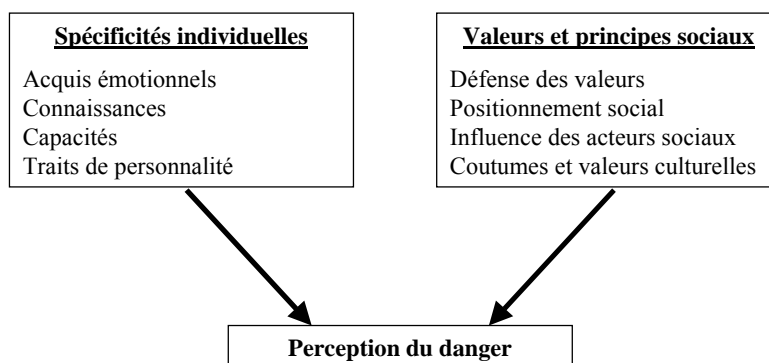 Spécificités individuelles
Acquis émotionnels
Connaissances
Capacités
Traits de personnalité
Valeurs et principes sociaux
Défense des valeurs
Positionnement social
Influence des acteurs sociaux
Coutumes et valeurs culturelles
Perception du danger